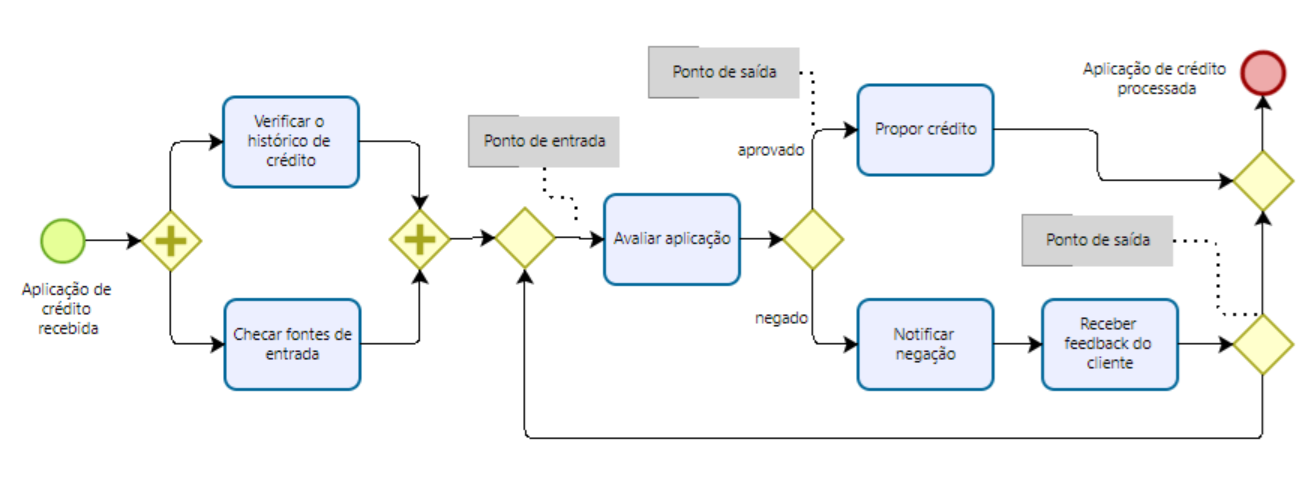 Aplicação de
crédito
recebida
Verificar o
histórico de
crédito
Checar fontes de
entrada
Ponto de entrada
Avaliar aplicação
Ponto de saída
aprovado
negado
Propor crédito
Notificar
negação
Receber
feedback do
cliente
Ponto de saída
Aplicação de crédito
processada